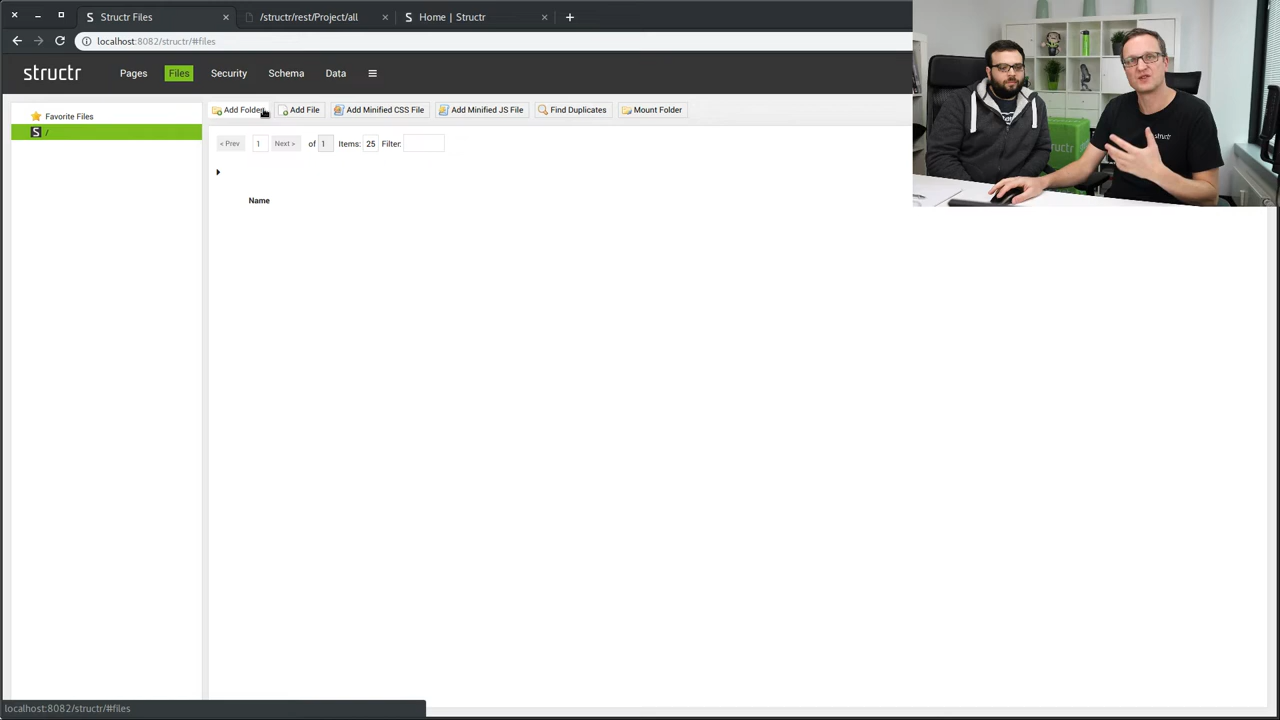 Structr Files
/structr/rest/Project/all
Home | Structr
localhost:8082/structr/#files
structr
Pages
Files
Security
Schema
Data
Favorite Files
/
Add Folder
Add File
Add Minified CSS File
Add Minified JS File
Find Duplicates
Mount Folder
< Prev
1
Next >
of
1
Items:
25
Filter:
Name
structr
localhost:8082/structr/#files